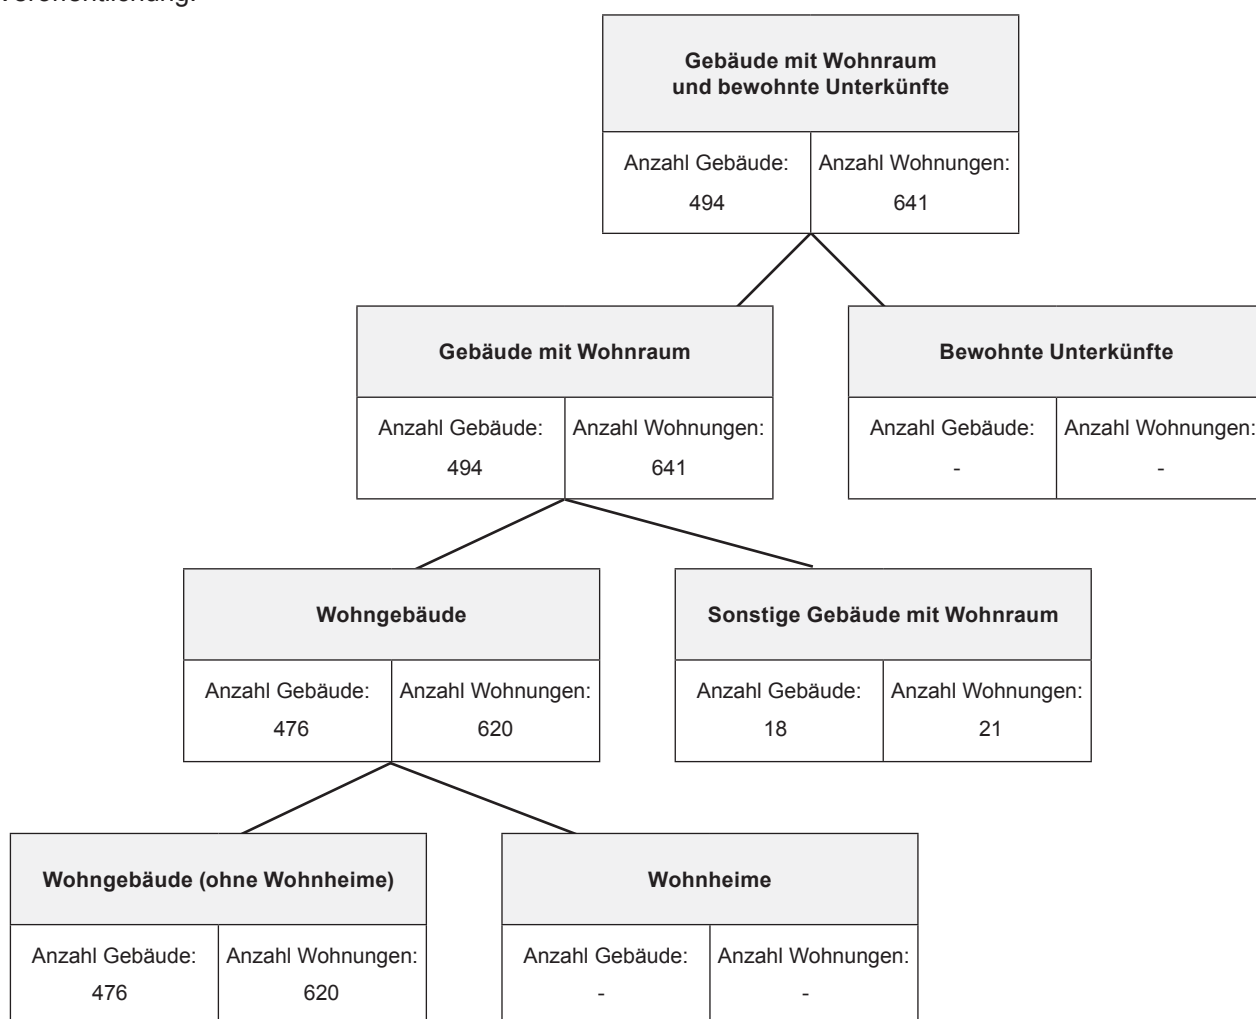 Veröffentlichung.
Gebäude mit Wohnraum
und bewohnte Unterkünfte
Anzahl Gebäude: Anzahl Wohnungen:
494 641
Gebäude mit Wohnraum
Anzahl Gebäude: Anzahl Wohnungen:
494 641
Bewohnte Unterkünfte
Anzahl Gebäude: Anzahl Wohnungen:
- -
Wohngebäude
Anzahl Gebäude: Anzahl Wohnungen:
476 620
Sonstige Gebäude mit Wohnraum
Anzahl Gebäude: Anzahl Wohnungen:
18 21
Wohngebäude (ohne Wohnheime)
Anzahl Gebäude: Anzahl Wohnungen:
476 620
Wohnheime
Anzahl Gebäude: Anzahl Wohnungen:
- -